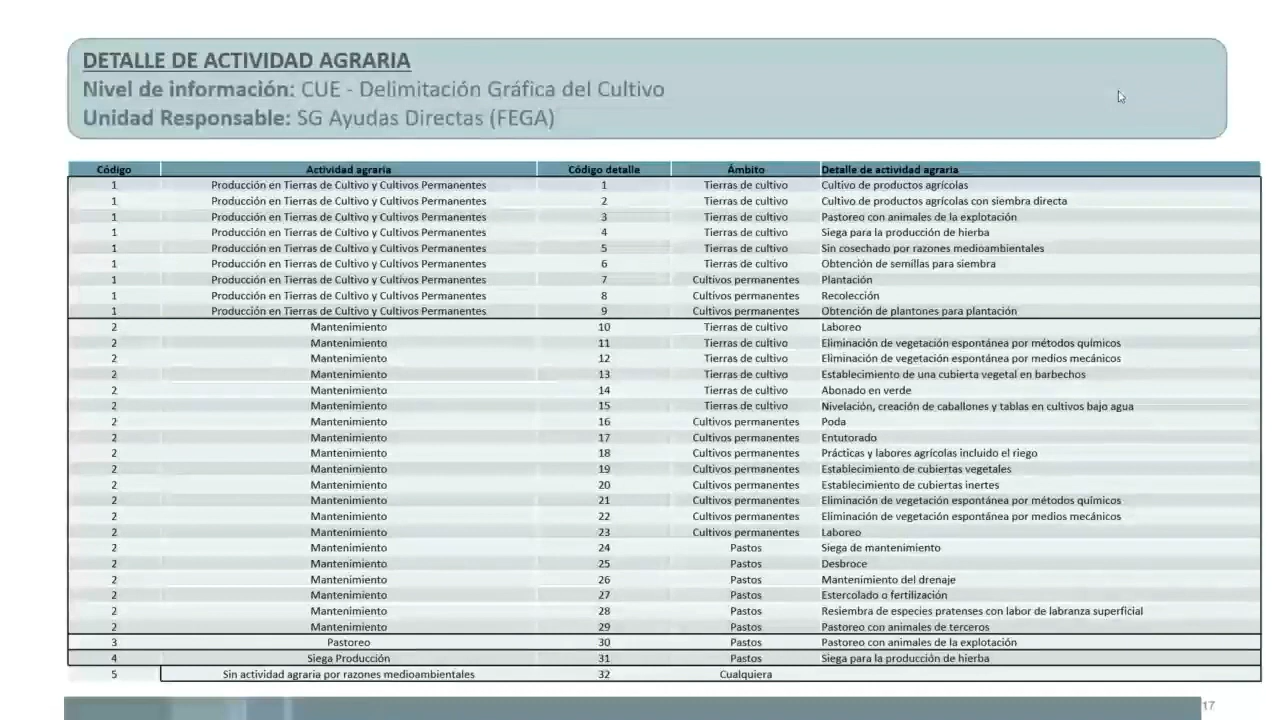 DETALLE DE ACTIVIDAD AGRARIA
Nivel de información: CUE - Delimitación Gráfica del Cultivo
Unidad Responsable: SG Ayudas Directas (FEGA)
Código Actividad agraria Código detalle Ámbito Detalle de actividad agraria
1 Producción en Tierras de Cultivo y Cultivos Permanentes 1 Tierras de cultivo Cultivo de productos agrícolas
1 Producción en Tierras de Cultivo y Cultivos Permanentes 2 Tierras de cultivo Cultivo de productos agrícolas con siembra directa
1 Producción en Tierras de Cultivo y Cultivos Permanentes 3 Tierras de cultivo Pastoreo con animales de la explotación
1 Producción en Tierras de Cultivo y Cultivos Permanentes 4 Tierras de cultivo Siega para la producción de hierba
1 Producción en Tierras de Cultivo y Cultivos Permanentes 5 Tierras de cultivo Sin cosechado por razones medioambientales
1 Producción en Tierras de Cultivo y Cultivos Permanentes 6 Tierras de cultivo Obtención de semillas para siembra
1 Producción en Tierras de Cultivo y Cultivos Permanentes 7 Cultivos permanentes Plantación
1 Producción en Tierras de Cultivo y Cultivos Permanentes 8 Cultivos permanentes Recolección
1 Producción en Tierras de Cultivo y Cultivos Permanentes 9 Cultivos permanentes Obtención de plantones para plantación
2 Mantenimiento 10 Tierras de cultivo Laboreo
2 Mantenimiento 11 Tierras de cultivo Eliminación de vegetación espontánea por métodos químicos
2 Mantenimiento 12 Tierras de cultivo Eliminación de vegetación espontánea por medios mecánicos
2 Mantenimiento 13 Tierras de cultivo Establecimiento de una cubierta vegetal en barbechos
2 Mantenimiento 14 Tierras de cultivo Abonado en verde
2 Mantenimiento 15 Tierras de cultivo Nivelación, creación de caballones y tablas en cultivos bajo agua
2 Mantenimiento 16 Cultivos permanentes Poda
2 Mantenimiento 17 Cultivos permanentes Entutorado
2 Mantenimiento 18 Cultivos permanentes Prácticas y labores agrícolas incluido el riego
2 Mantenimiento 19 Cultivos permanentes Establecimiento de cubiertas vegetales
2 Mantenimiento 20 Cultivos permanentes Establecimiento de cubiertas inertes
2 Mantenimiento 21 Cultivos permanentes Eliminación de vegetación espontánea por métodos químicos
2 Mantenimiento 22 Cultivos permanentes Eliminación de vegetación espontánea por medios mecánicos
2 Mantenimiento 23 Cultivos permanentes Laboreo
2 Mantenimiento 24 Pastos Siega de mantenimiento
2 Mantenimiento 25 Pastos Desbroce
2 Mantenimiento 26 Pastos Mantenimiento del drenaje
2 Mantenimiento 27 Pastos Estercolado o fertilización
2 Mantenimiento 28 Pastos Resiembra de especies pratenses con labor de labranza superficial
2 Mantenimiento 29 Pastos Pastoreo con animales de terceros
3 Pastoreo 30 Pastos Pastoreo con animales de la explotación
4 Siega Producción 31 Pastos Siega para la producción de hierba
5 Sin actividad agraria por razones medioambientales 32 Cualquiera
17